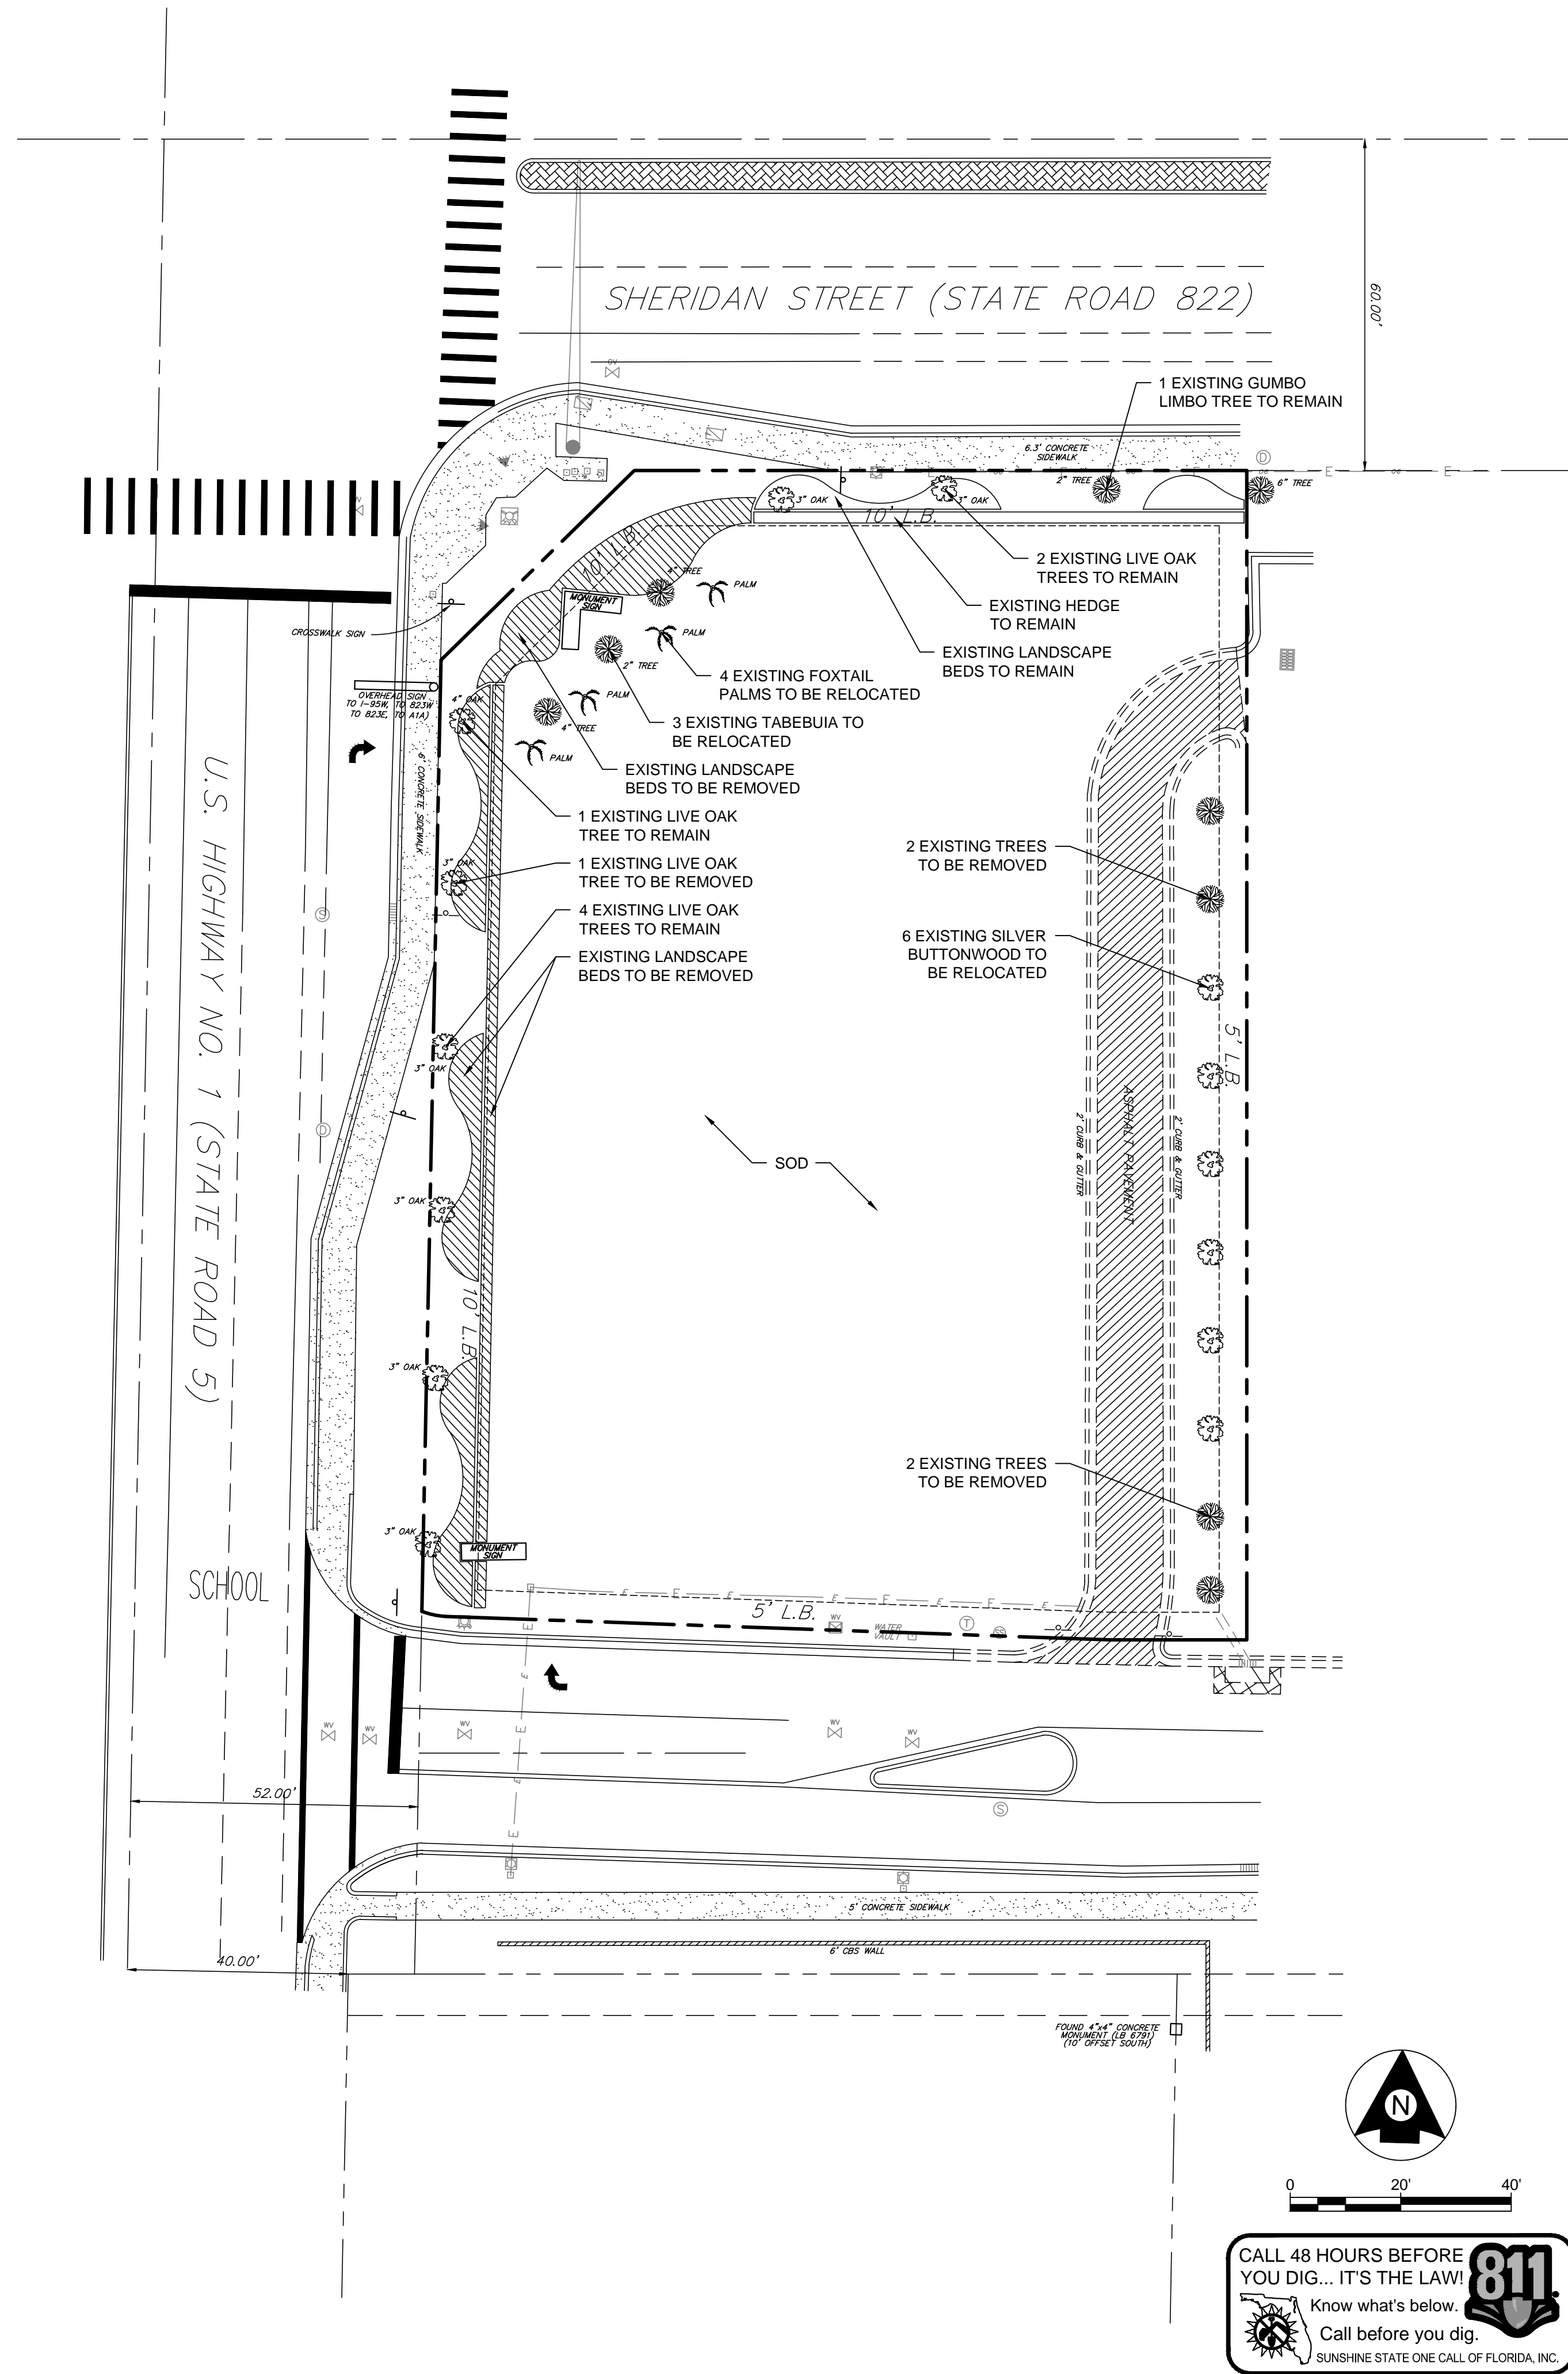 SHERIDAN STREET (STATE ROAD 822)
60.00'
GV
1 EXISTING GUMBO
LIMBO TREE TO REMAIN
6.3' CONCRETE
SIDEWALK
D
E
E
2" TREE
6" TREE
3" OAK
3" OAK
10' L.B.
10' L.B.
2 EXISTING LIVE OAK
TREES TO REMAIN
EXISTING HEDGE
TO REMAIN
EXISTING LANDSCAPE
BEDS TO REMAIN
4" TREE
PALM
MONUMENT
SIGN
PALM
2" TREE
CROSSWALK SIGN
4 EXISTING FOXTAIL
PALMS TO BE RELOCATED
OVERHEAD SIGN
TO I-95W, TO 823W
TO 823E, TO A1A)
4" OAK
PALM
4" TREE
3 EXISTING TABEBUIA TO
BE RELOCATED
PALM
EXISTING LANDSCAPE
BEDS TO BE REMOVED
6' CONCRETE SIDEWALK
1 EXISTING LIVE OAK
TREE TO REMAIN
3" OAK
1 EXISTING LIVE OAK
TREE TO BE REMOVED
2 EXISTING TREES
TO BE REMOVED
4 EXISTING LIVE OAK
TREES TO REMAIN
S
6 EXISTING SILVER
BUTTONWOOD TO
BE RELOCATED
EXISTING LANDSCAPE
BEDS TO BE REMOVED
U.S. HIGHWAY NO. 1 (STATE ROAD 5)
5' L.B.
3" OAK
D
2' CURB & GUTTER
ASPHALT PAVEMENT
2' CURB & GUTTER
SOD
3" OAK
10' L.B.
3" OAK
2 EXISTING TREES
TO BE REMOVED
3" OAK
MONUMENT
SIGN
SCHOOL
E E E E E E E E
5' L.B.
WV
WATER
VAULT
T
E
E
E
WV
WV
WV
WV
WV
E
52.00'
S
E
5' CONCRETE SIDEWALK
6' CBS WALL
40.00'
FOUND 4"x4" CONCRETE
MONUMENT (LB 6791)
(10' OFFSET SOUTH)
N
0 20' 40'
CALL 48 HOURS BEFORE
YOU DIG... IT'S THE LAW!
811
Know what's below.
Call before you dig.
SUNSHINE STATE ONE CALL OF FLORIDA, INC.